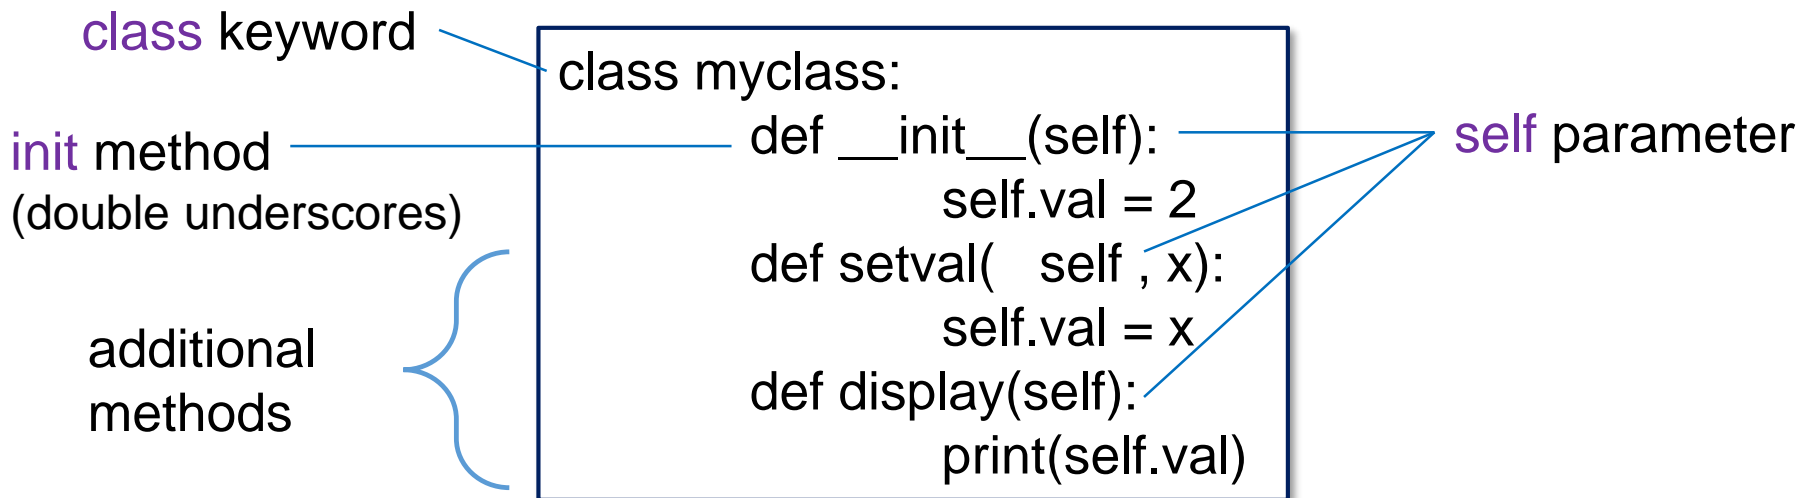 class keyword
init method
(double underscores)
additional
methods
class myclass:
def __init__(self):
self.val = 2
def setval( self , x):
self.val = x
def display(self):
print(self.val)
self parameter